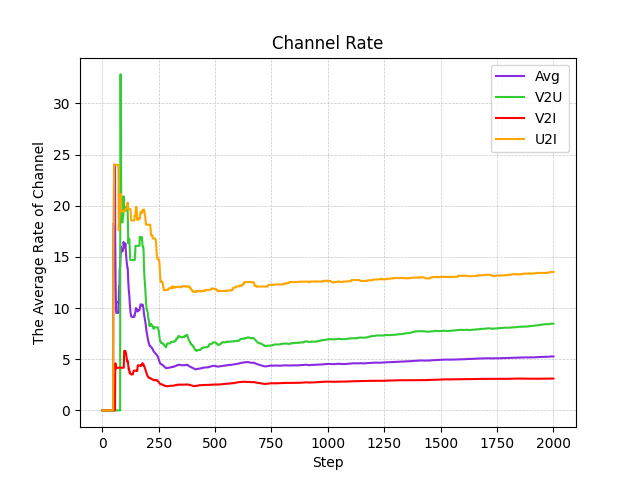 Channel Rate
The Average Rate of Channel
30
25
20
15
10
5
0
Avg
V2U
V2I
U2I
0 250 500 750 1000 1250 1500 1750 2000
Step